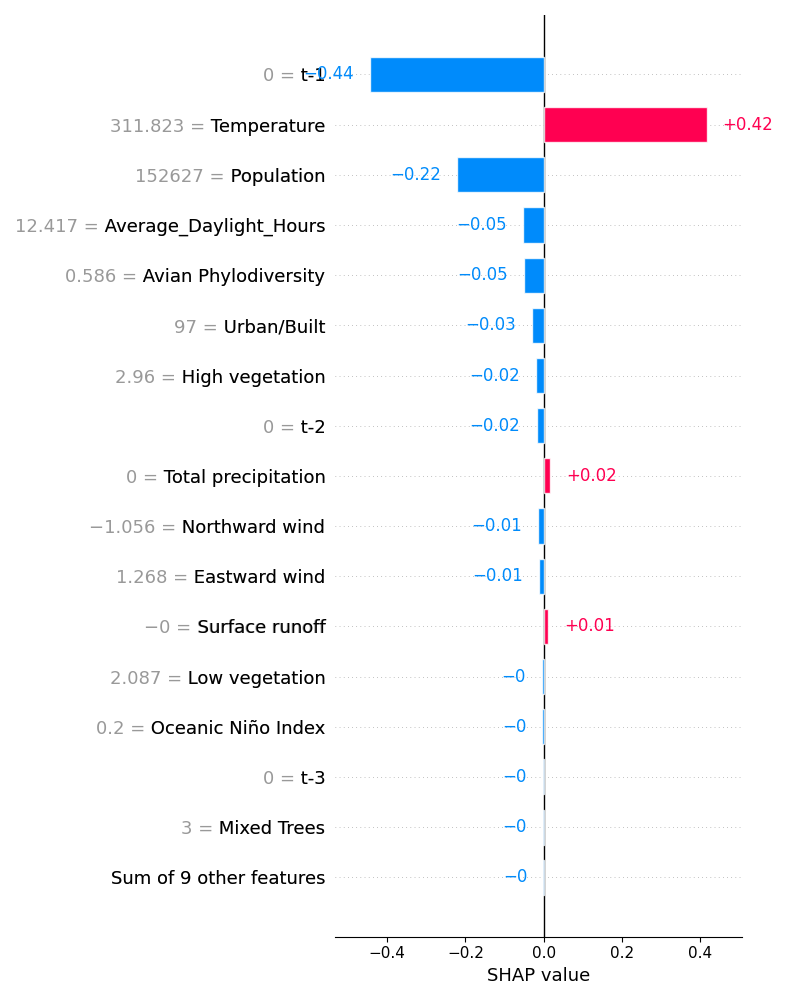 0 = t-1 −0.44
311.823 = Temperature +0.42
152627 = Population −0.22
12.417 = Average_Daylight_Hours −0.05
0.586 = Avian Phylodiversity −0.05
97 = Urban/Built −0.03
2.96 = High vegetation −0.02
0 = t-2 −0.02
0 = Total precipitation +0.02
−1.056 = Northward wind −0.01
1.268 = Eastward wind −0.01
−0 = Surface runoff +0.01
2.087 = Low vegetation −0
0.2 = Oceanic Niño Index −0
0 = t-3 −0
3 = Mixed Trees −0
Sum of 9 other features −0
−0.4 −0.2 0.0 0.2 0.4
SHAP value